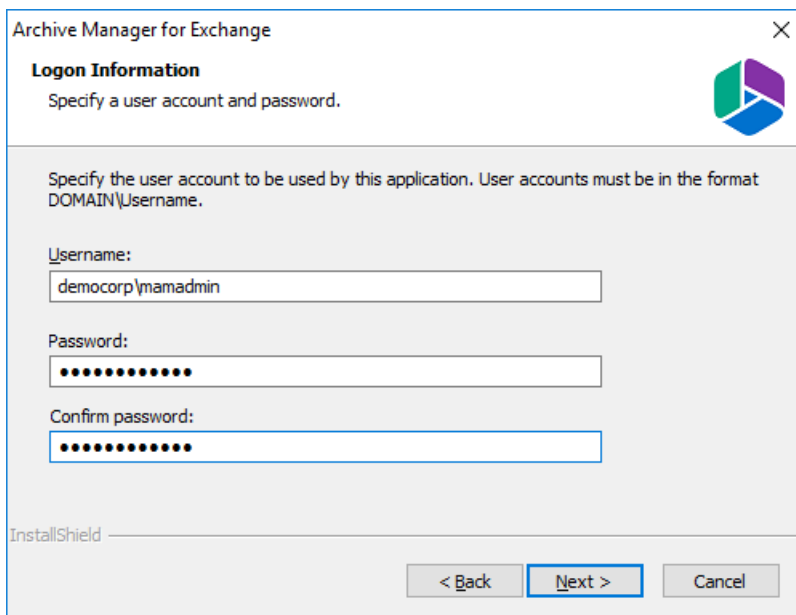 Archive Manager for Exchange
Logon Information
Specify a user account and password.
Specify the user account to be used by this application. User accounts must be in the format
DOMAIN\Username.
Username:
democorp\mamadmin
Password:
●●●●●●●●●●●●
Confirm password:
●●●●●●●●●●●●
InstallShield
< Back Next > Cancel